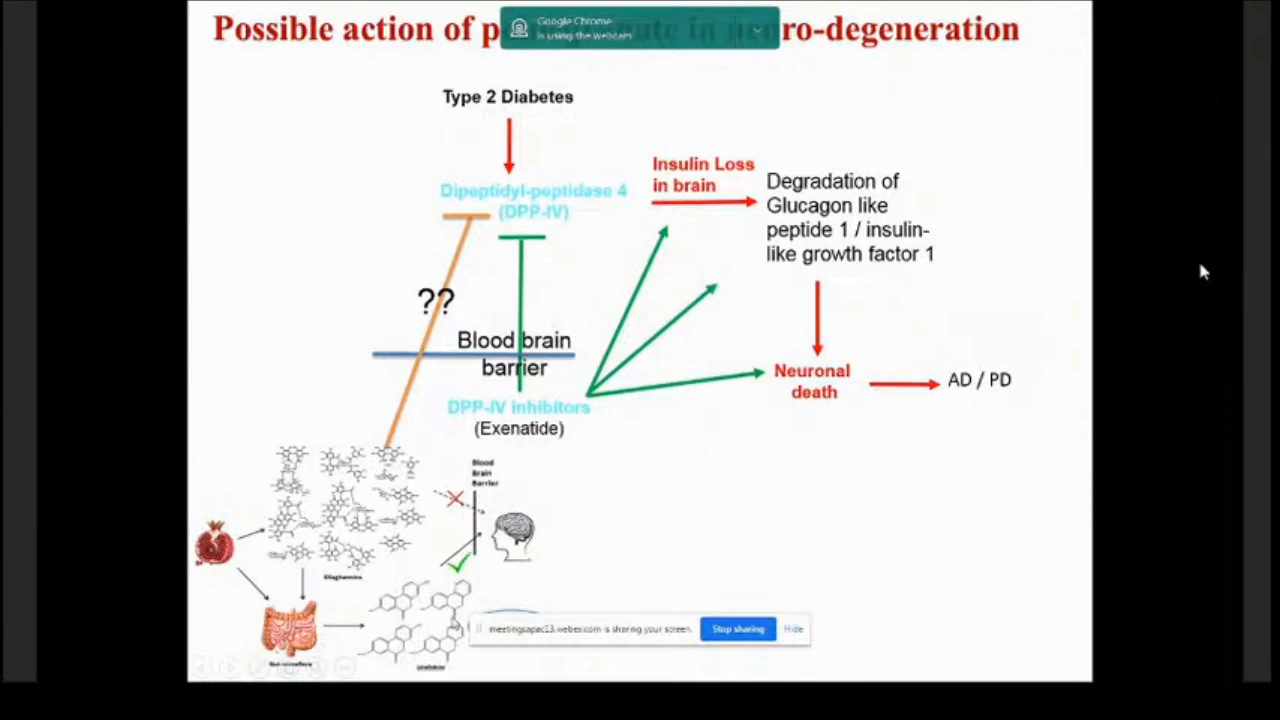 Possible action of p in ro-degeneration
Google Chrome
is using the webcam
Type 2 Diabetes
Insulin Loss
in brain
Degradation of
Glucagon like
peptide 1 / insulin-
like growth factor 1
Dipeptidyl-peptidase 4
(DPP-IV)
??
Blood brain
barrier
Neuronal
death
AD / PD
DPP-IV inhibitors
(Exenatide)
Blood
Brain
Barrier
Ellagitannins
meetingsapac13.webex.com is sharing your screen.
Stop sharing
Hide